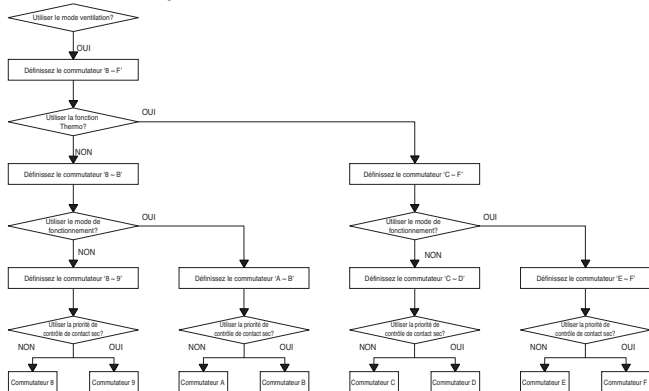 Utiliser le mode ventilation?
OUI
Définissez le commutateur '8 ~ F'
Utiliser la fonction
Thermo?
OUI
NON
Définissez le commutateur '8 ~ B'
Définissez le commutateur 'C ~ F'
Utiliser le mode de
fonctionnement?
OUI
Utiliser le mode de
fonctionnement?
OUI
NON
NON
Définissez le commutateur '8 ~ 9'
Définissez le commutateur 'A ~ B'
Définissez le commutateur 'C ~ D'
Définissez le commutateur 'E ~ F'
Utiliser la priorité de
contrôle de contact sec?
Utiliser la priorité de
contrôle de contact sec?
Utiliser la priorité de
contrôle de contact sec?
Utiliser la priorité de
contrôle de contact sec?
NON
OUI
NON
OUI
NON
OUI
NON
OUI
Commutateur 8
Commutateur 9
Commutateur A
Commutateur B
Commutateur C
Commutateur D
Commutateur E
Commutateur F